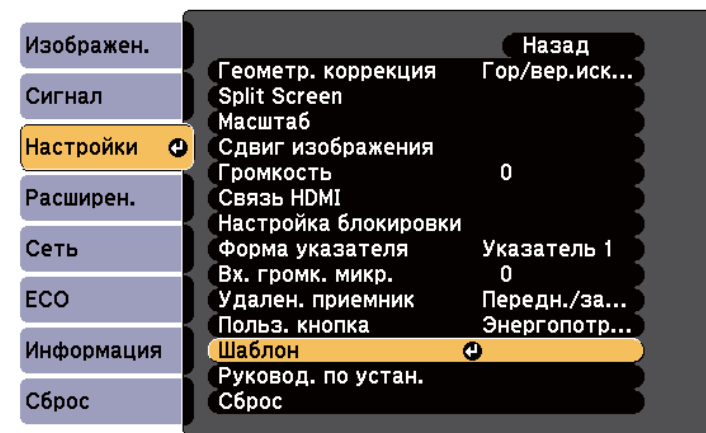 Изображен.
Сигнал
Настройки
Расширен.
Сеть
ECO
Информация
Сброс
Назад
Геометр. коррекция Гор/вер.иск...
Split Screen
Масштаб
Сдвиг изображения
Громкость 0
Связь HDMI
Настройка блокировки
Форма указателя Указатель 1
Вх. громк. микр. 0
Удален. приемник Передн./за...
Польз. кнопка Энергопотр...
Шаблон
Руковод. по устан.
Сброс